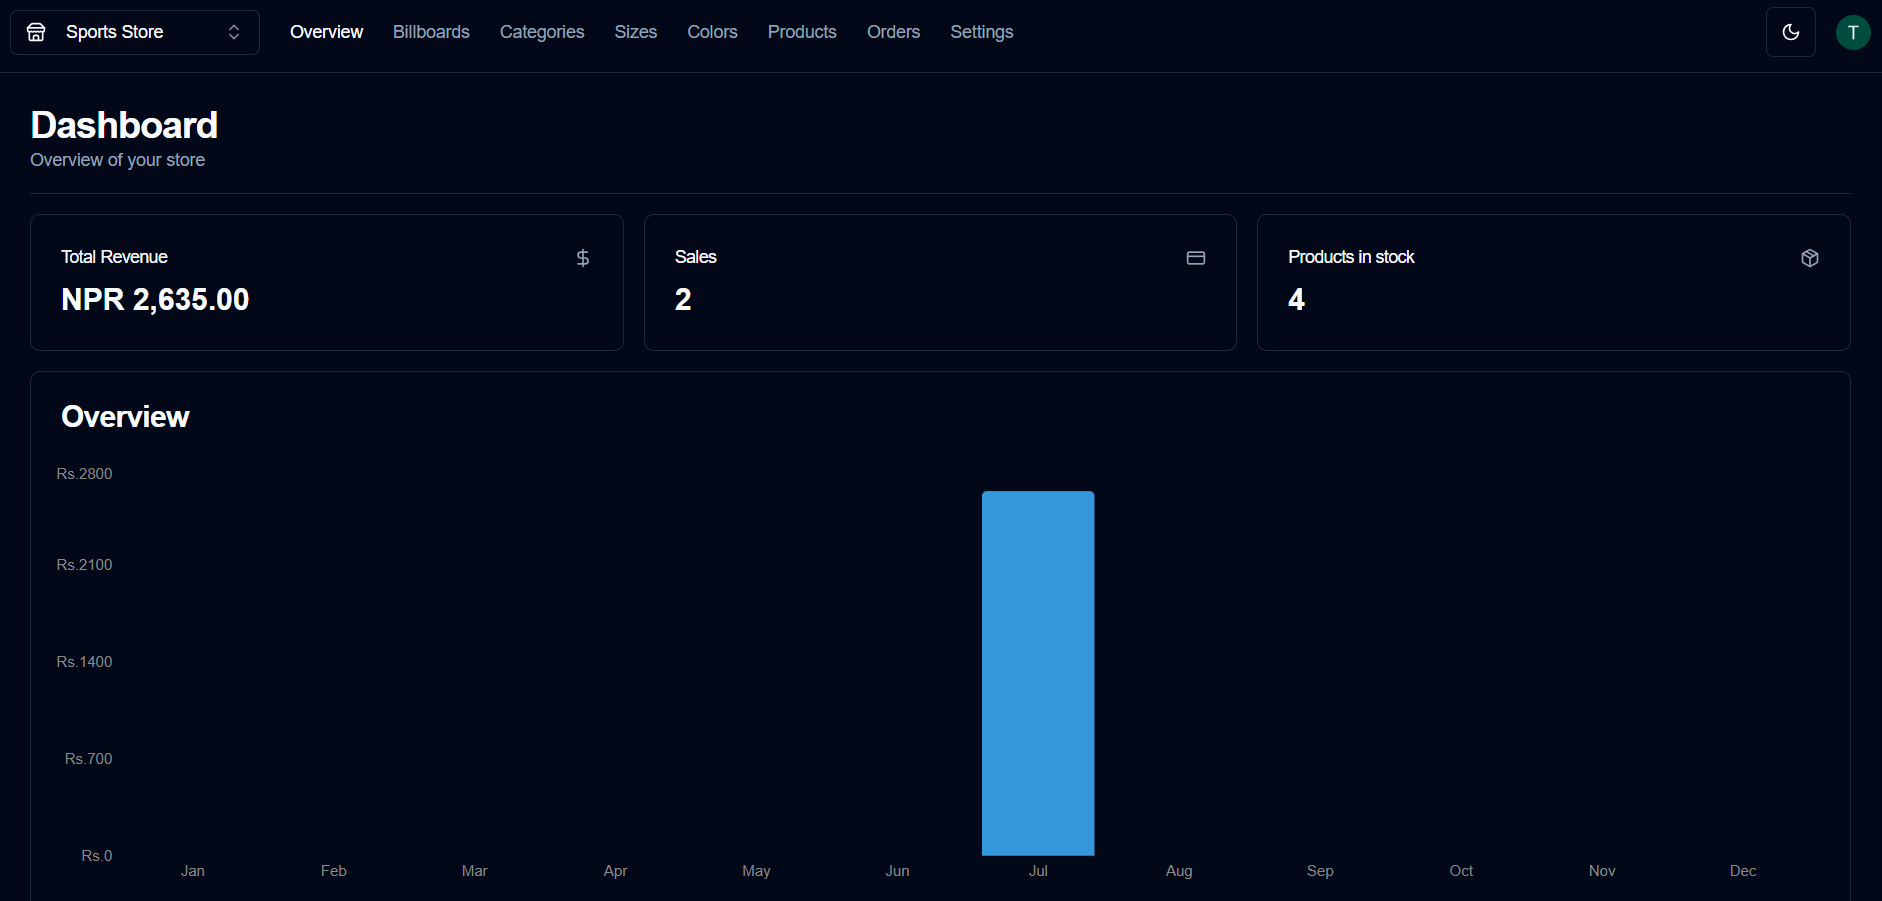 Sports Store Overview Billboards Categories Sizes Colors Products Orders Settings T
Dashboard
Overview of your store
Total Revenue
NPR 2,635.00
Sales
2
Products in stock
4
Overview
Rs.2800
Rs.2100
Rs.1400
Rs.700
Rs.0
Jan Feb Mar Apr May Jun Jul Aug Sep Oct Nov Dec